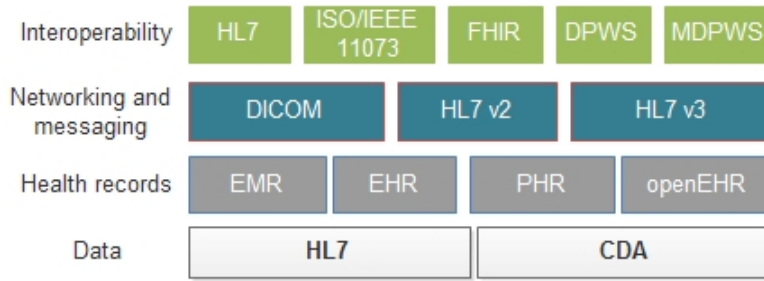 Interoperability HL7 ISO/IEEE 11073 FHIR DPWS MDPWS
Networking and messaging DICOM HL7 v2 HL7 v3
Health records EMR EHR PHR openEHR
Data HL7 CDA